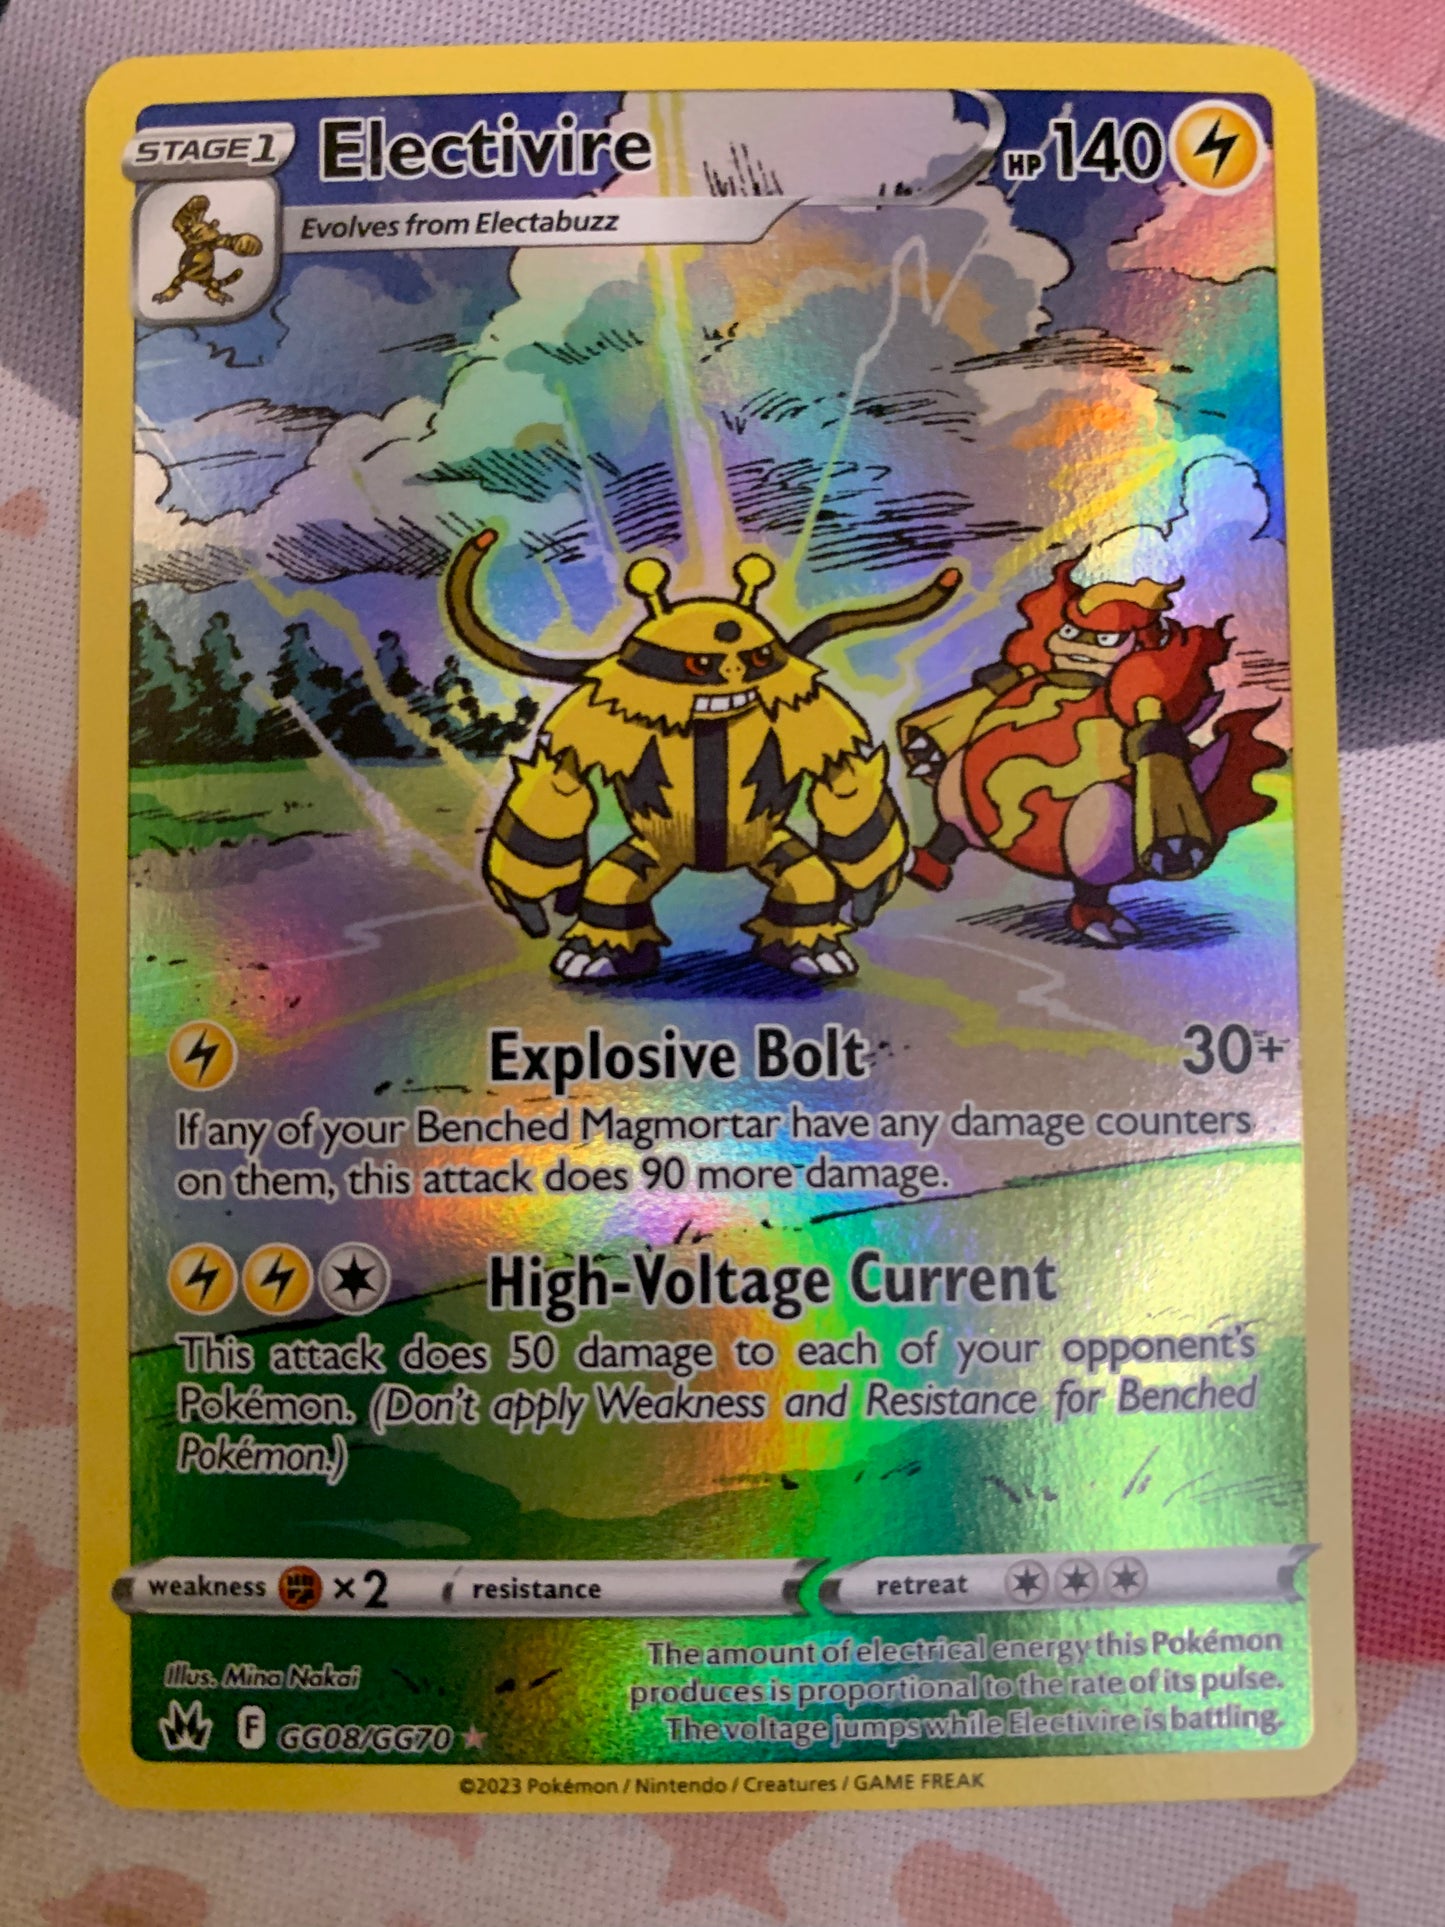 STAGE 1 Electivire HP 140
Evolves from Electabuzz
Explosive Bolt 30+
If any of your Benched Magmortar have any damage counters
on them, this attack does 90 more damage.
High-Voltage Current
This attack does 50 damage to each of your opponent's
Pokémon. (Don't apply Weakness and Resistance for Benched
Pokémon.)
weakness ×2 resistance retreat
The amount of electrical energy this Pokémon
produces is proportional to the rate of its pulse.
The voltage jumps while Electivire is battling.
Illus. Mina Nakai
F GG08/GG70
©2023 Pokémon / Nintendo / Creatures / GAME FREAK